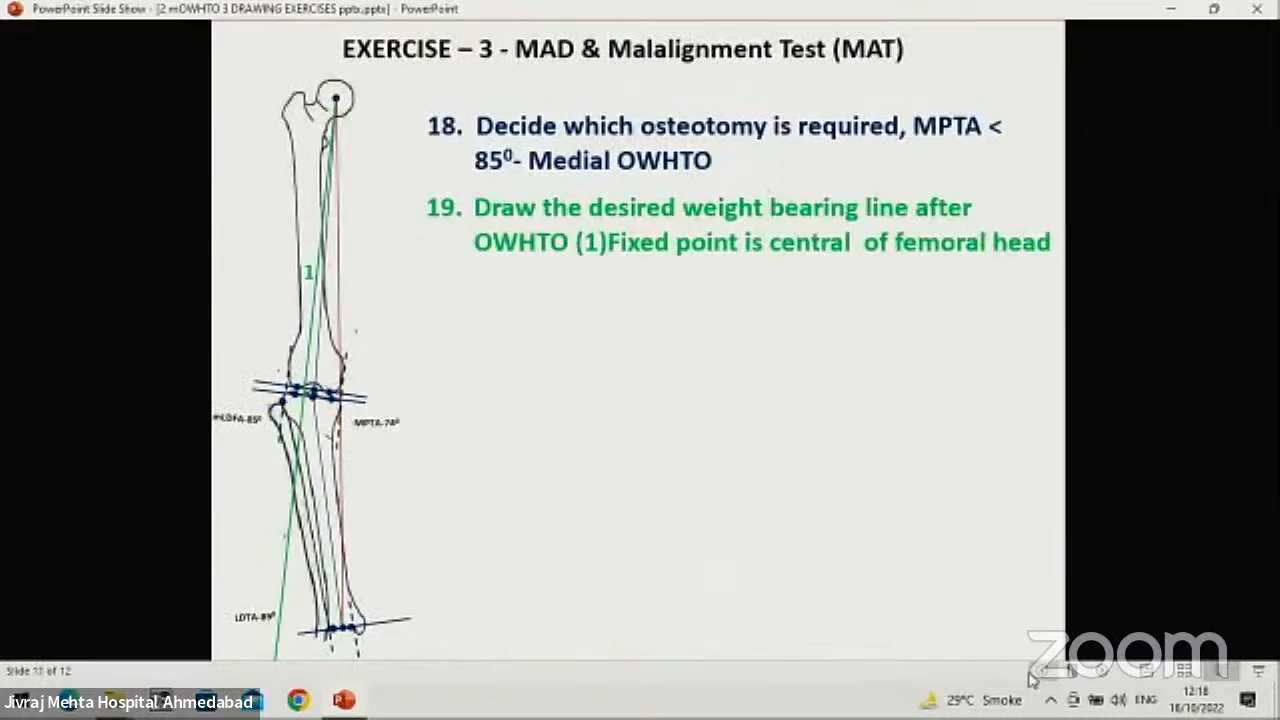 PowerPoint Slide Show - [2 mOWHTO 3 DRAWING EXERCISES pptx.pptx] - PowerPoint
EXERCISE – 3 - MAD & Malalignment Test (MAT)
18. Decide which osteotomy is required, MPTA <
85⁰- Medial OWHTO
19. Draw the desired weight bearing line after
OWHTO (1)Fixed point is central of femoral head
1
mLDFA-85⁰
MPTA-74⁰
LDTA-89⁰
zoom
Slide 13 of 12
Jivraj Mehta Hospital Ahmedabad
29°C Smoke
ENG
12:18
16/10/2022